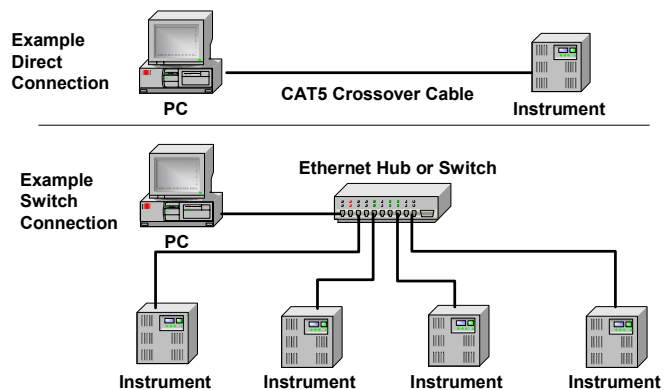 Example
Direct
Connection
PC
CAT5 Crossover Cable
Instrument
Example
Switch
Connection
PC
Ethernet Hub or Switch
Instrument
Instrument
Instrument
Instrument